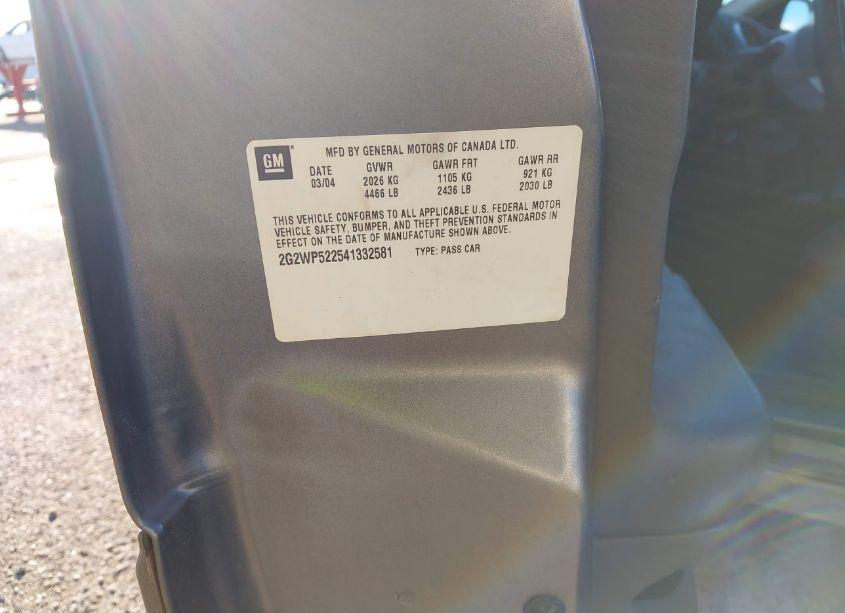 GM
MFD BY GENERAL MOTORS OF CANADA LTD.
DATE GVWR GAWR FRT GAWR RR
03/04 2026 KG 1105 KG 921 KG
4466 LB 2436 LB 2030 LB
THIS VEHICLE CONFORMS TO ALL APPLICABLE U.S. FEDERAL MOTOR
VEHICLE SAFETY, BUMPER, AND THEFT PREVENTION STANDARDS IN
EFFECT ON THE DATE OF MANUFACTURE SHOWN ABOVE.
2G2WP522541332581 TYPE: PASS CAR